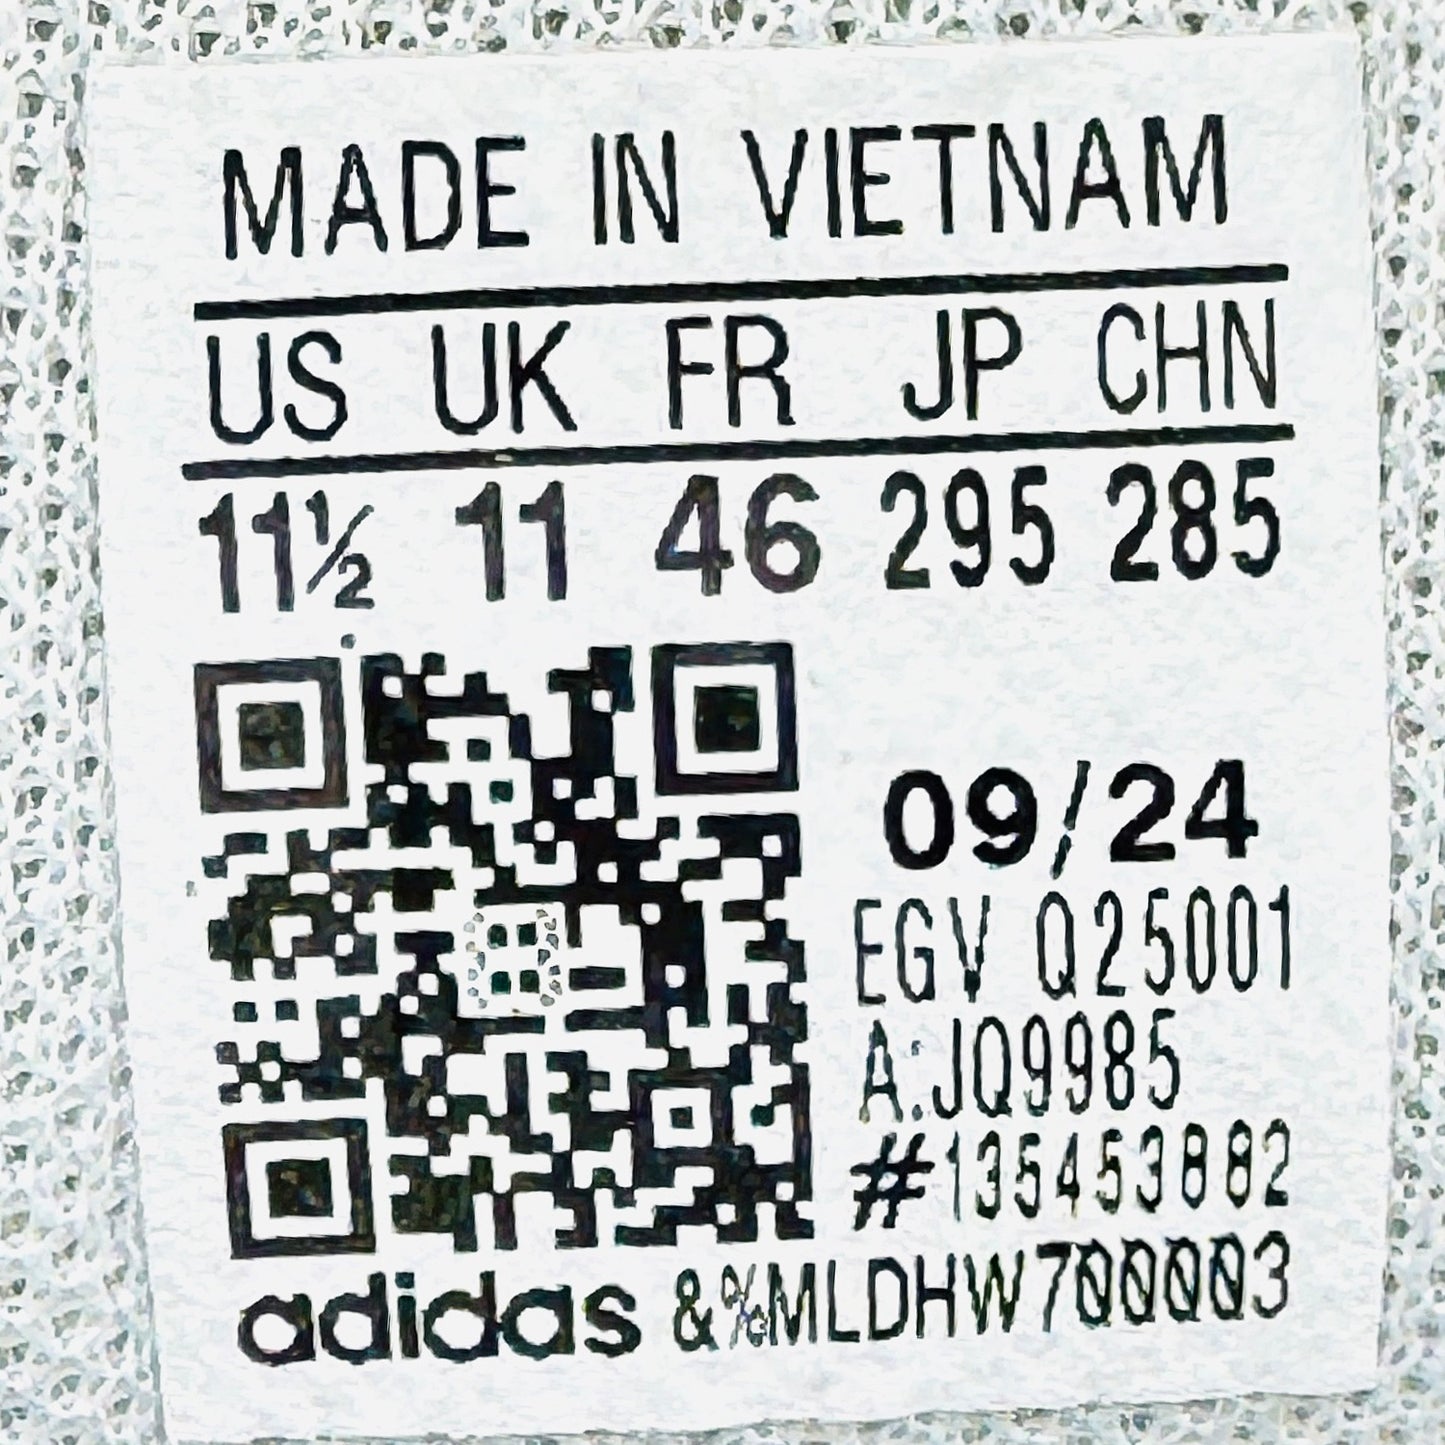 MADE IN VIETNAM
US UK FR JP CHN
11½ 11 46 295 285
09/24
EGV Q25001
A:JQ9985
#135453882
adidas &%MLDHW700003